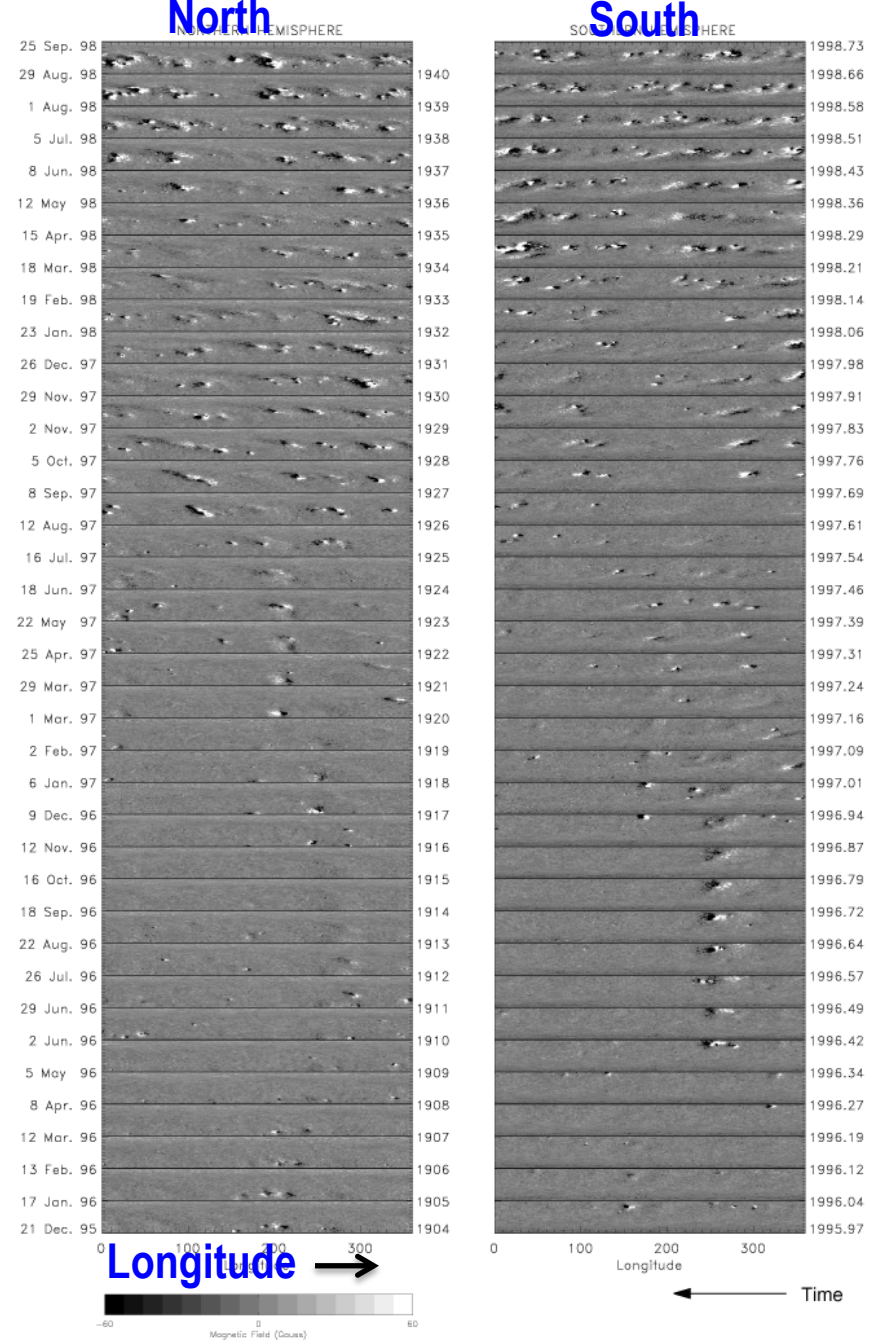 North South
NORTHERN HEMISPHERE SOUTHERN HEMISPHERE
25 Sep. 98 1998.73
29 Aug. 98 1940 1998.66
1 Aug. 98 1939 1998.58
5 Jul. 98 1938 1998.51
8 Jun. 98 1937 1998.43
12 May 98 1936 1998.36
15 Apr. 98 1935 1998.29
18 Mar. 98 1934 1998.21
19 Feb. 98 1933 1998.14
23 Jan. 98 1932 1998.06
26 Dec. 97 1931 1997.98
29 Nov. 97 1930 1997.91
2 Nov. 97 1929 1997.83
5 Oct. 97 1928 1997.76
8 Sep. 97 1927 1997.69
12 Aug. 97 1926 1997.61
16 Jul. 97 1925 1997.54
18 Jun. 97 1924 1997.46
22 May 97 1923 1997.39
25 Apr. 97 1922 1997.31
29 Mar. 97 1921 1997.24
1 Mar. 97 1920 1997.16
2 Feb. 97 1919 1997.09
6 Jan. 97 1918 1997.01
9 Dec. 96 1917 1996.94
12 Nov. 96 1916 1996.87
16 Oct. 96 1915 1996.79
18 Sep. 96 1914 1996.72
22 Aug. 96 1913 1996.64
26 Jul. 96 1912 1996.57
29 Jun. 96 1911 1996.49
2 Jun. 96 1910 1996.42
5 May 96 1909 1996.34
8 Apr. 96 1908 1996.27
12 Mar. 96 1907 1996.19
13 Feb. 96 1906 1996.12
17 Jan. 96 1905 1996.04
21 Dec. 95 1904 1995.97
0 100 200 300 0 100 200 300
Longitude Longitude Longitude
Time
-60 0 60
Magnetic Field (Gauss)